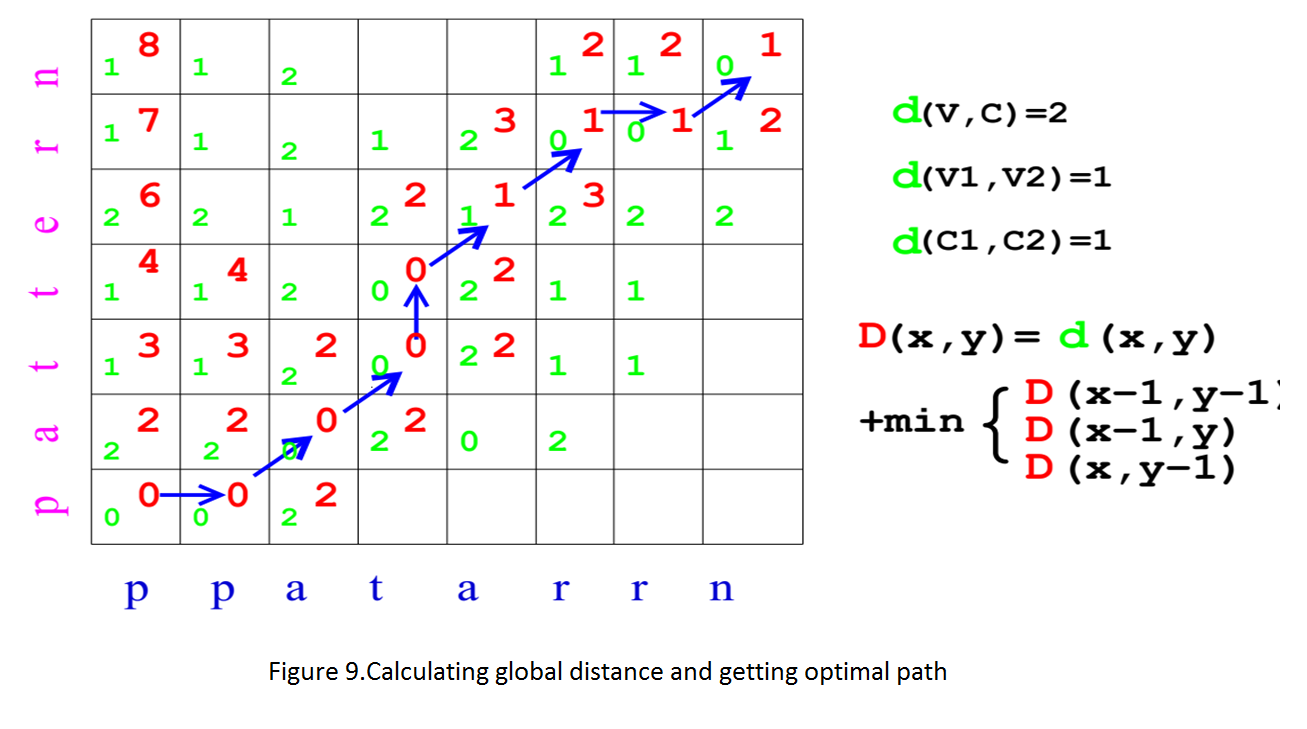 n 1 8 1 2 1 2 1 2 0 1
r 1 7 1 2 1 2 3 0 1 0 1 1 2
e 2 6 2 1 2 2 1 1 2 3 2 2
t 1 4 1 4 2 0 0 2 2 1 1
t 1 3 1 3 2 2 0 0 2 2 1 1
a 2 2 2 2 0 0 2 2 0 2
p 0 0 0 0 2 2
p p a t a r r n
d(V,C)=2
d(V1,V2)=1
d(C1,C2)=1
D(x,y)= d (x,y)
+min { D (x-1,y-1)
D (x-1,y)
D (x,y-1)
Figure 9.Calculating global distance and getting optimal path